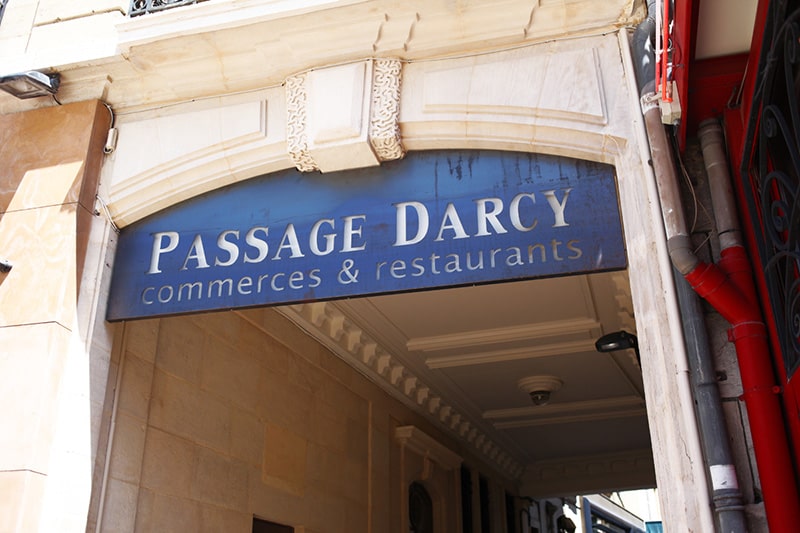 PASSAGE DARCY
commerces & restaurants